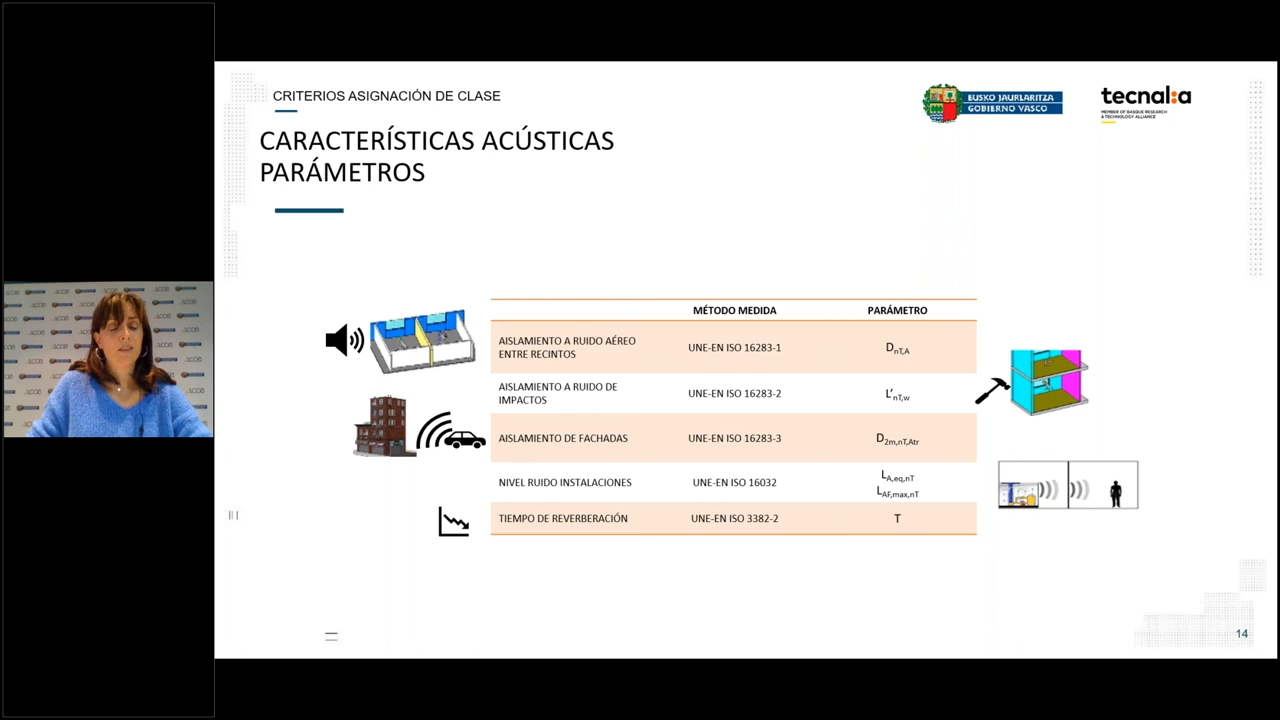 CRITERIOS ASIGNACIÓN DE CLASE
EUSKO JAURLARITZA
GOBIERNO VASCO
tecnal:a
MEMBER OF BASQUE RESEARCH
& TECHNOLOGY ALLIANCE
CARACTERÍSTICAS ACÚSTICAS
PARÁMETROS
MÉTODO MEDIDA PARÁMETRO
AISLAMIENTO A RUIDO AÉREO
ENTRE RECINTOS UNE-EN ISO 16283-1 DnT,A
AISLAMIENTO A RUIDO DE
IMPACTOS UNE-EN ISO 16283-2 L'nT,w
AISLAMIENTO DE FACHADAS UNE-EN ISO 16283-3 D2m,nT,Atr
NIVEL RUIDO INSTALACIONES UNE-EN ISO 16032 LA,eq,nT
LAF,max,nT
TIEMPO DE REVERBERACIÓN UNE-EN ISO 3382-2 T
14